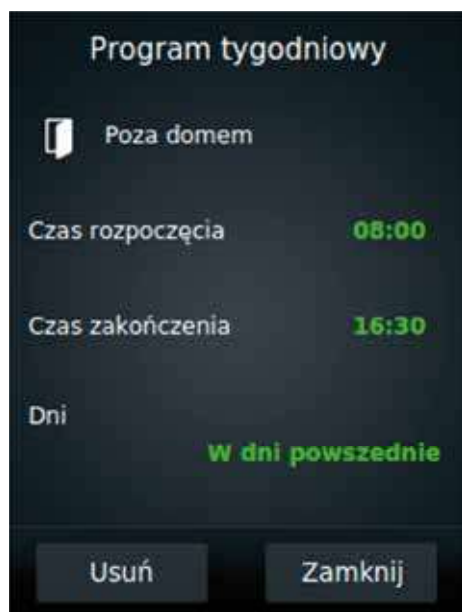 Program tygodniowy
Poza domem
Czas rozpoczęcia 08:00
Czas zakończenia 16:30
Dni
W dni powszednie
Usuń Zamknij